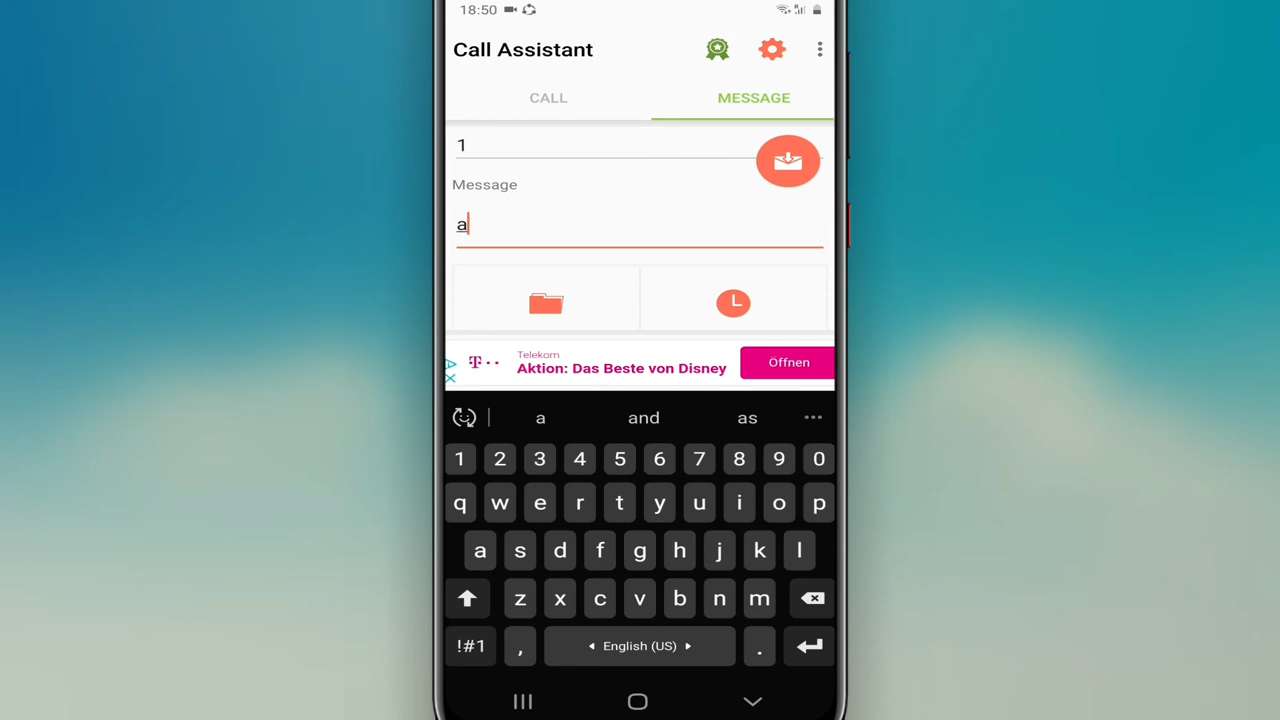 18:50
Call Assistant
CALL MESSAGE
1
Message
a
Telekom
Aktion: Das Beste von Disney
Öffnen
a and as
1 2 3 4 5 6 7 8 9 0
q w e r t y u i o p
a s d f g h j k l
z x c v b n m
!#1 , English (US) .